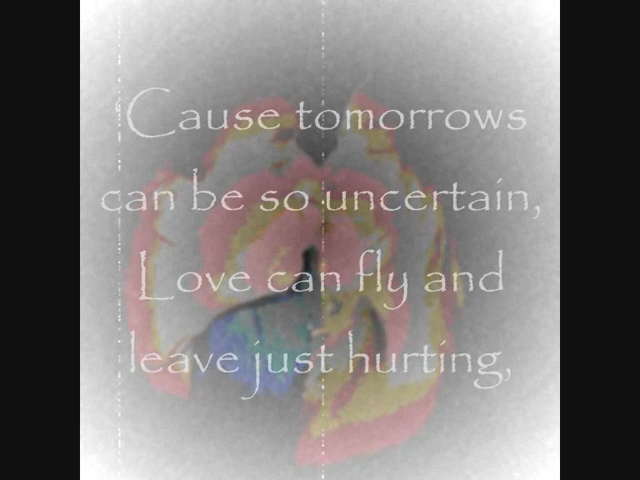 Cause tomorrows
can be so uncertain,
Love can fly and
leave just hurting,